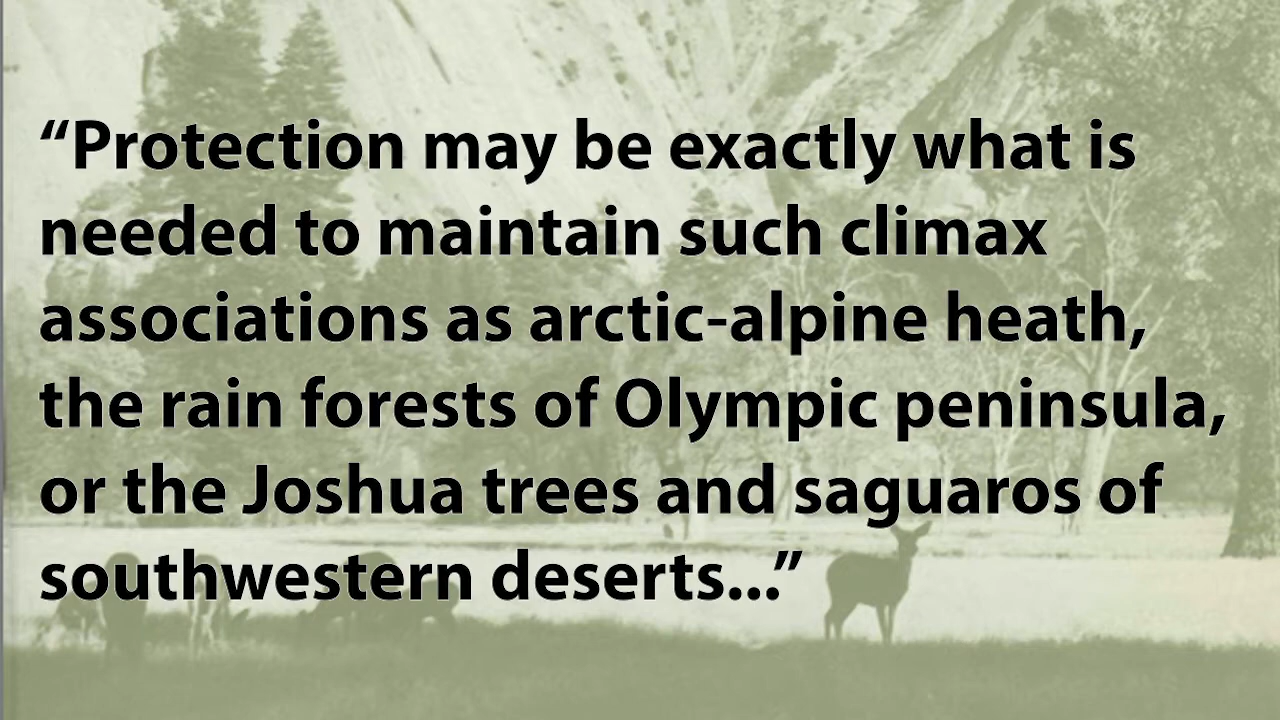 “Protection may be exactly what is
needed to maintain such climax
associations as arctic-alpine heath,
the rain forests of Olympic peninsula,
or the Joshua trees and saguaros of
southwestern deserts...”